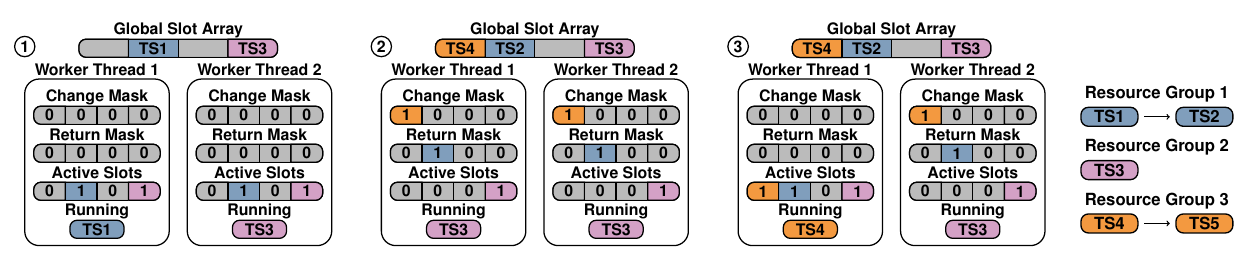 1
Global Slot Array
TS1 TS3
Worker Thread 1
Change Mask
0 0 0 0
Return Mask
0 0 0 0
Active Slots
0 1 0 1
Running
TS1
Worker Thread 2
Change Mask
0 0 0 0
Return Mask
0 0 0 0
Active Slots
0 1 0 1
Running
TS3
2
Global Slot Array
TS4 TS2 TS3
Worker Thread 1
Change Mask
1 0 0 0
Return Mask
0 1 0 0
Active Slots
0 0 0 1
Running
TS3
Worker Thread 2
Change Mask
1 0 0 0
Return Mask
0 1 0 0
Active Slots
0 0 0 1
Running
TS3
3
Global Slot Array
TS4 TS2 TS3
Worker Thread 1
Change Mask
0 0 0 0
Return Mask
0 0 0 0
Active Slots
1 1 0 1
Running
TS4
Worker Thread 2
Change Mask
1 0 0 0
Return Mask
0 1 0 0
Active Slots
0 0 0 1
Running
TS3
Resource Group 1
TS1 → TS2
Resource Group 2
TS3
Resource Group 3
TS4 → TS5